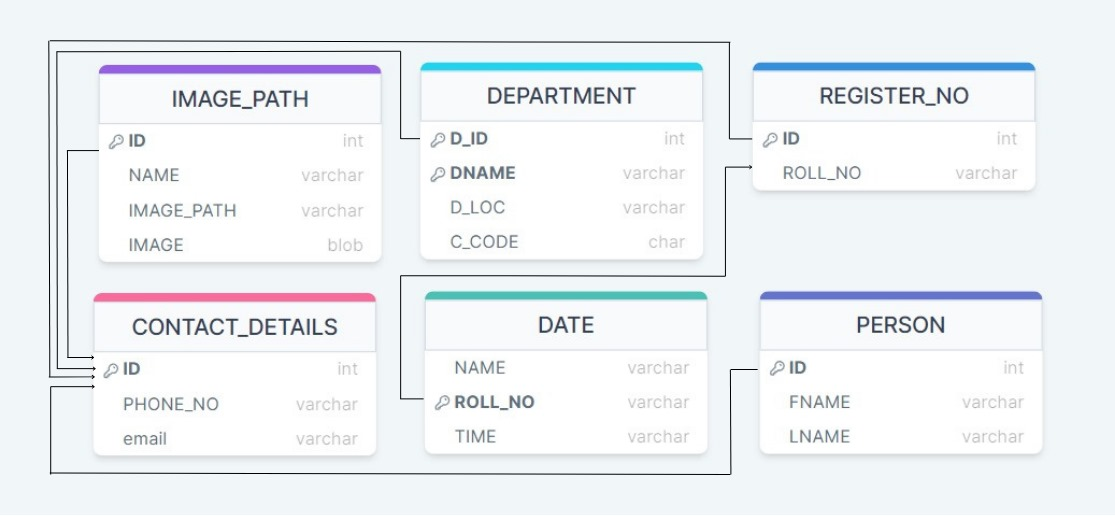 IMAGE_PATH
ID int
NAME varchar
IMAGE_PATH varchar
IMAGE blob
DEPARTMENT
D_ID int
DNAME varchar
D_LOC varchar
C_CODE char
REGISTER_NO
ID int
ROLL_NO varchar
CONTACT_DETAILS
ID int
PHONE_NO varchar
email varchar
DATE
NAME varchar
ROLL_NO varchar
TIME varchar
PERSON
ID int
FNAME varchar
LNAME varchar